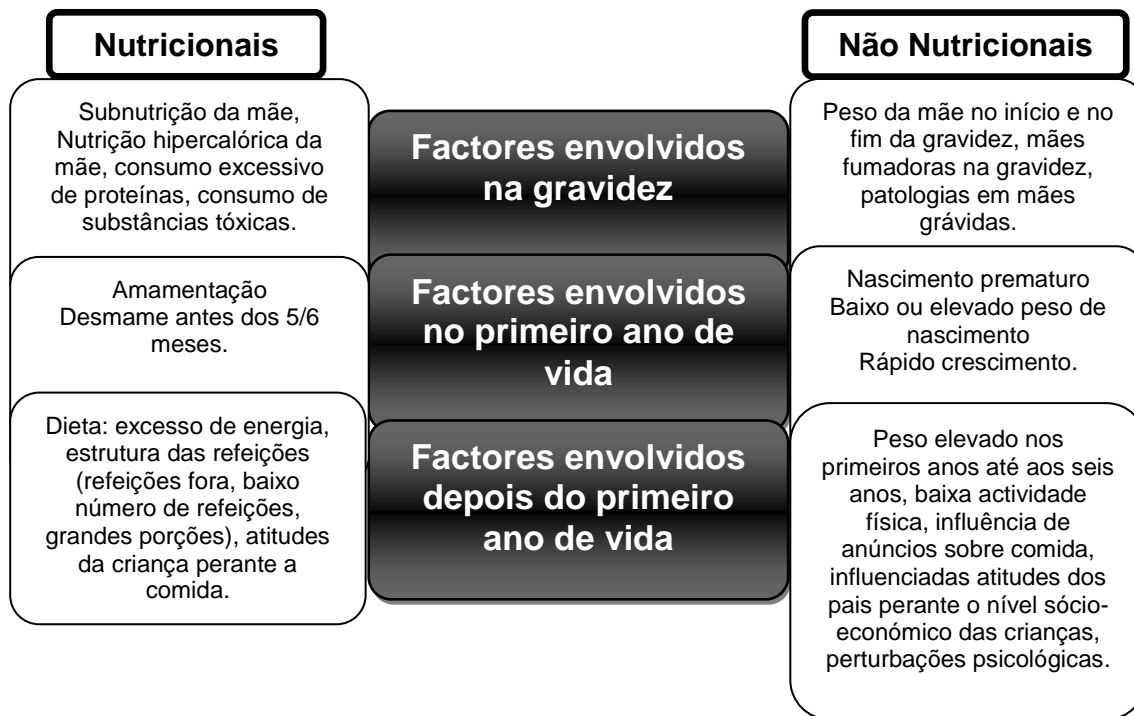 Nutricionais
Não Nutricionais
Subnutrição da mãe,
Nutrição hipercalórica da
mãe, consumo excessivo
de proteínas, consumo de
substâncias tóxicas.
Factores envolvidos
na gravidez
Peso da mãe no início e no
fim da gravidez, mães
fumadoras na gravidez,
patologias em mães
grávidas.
Amamentação
Desmame antes dos 5/6
meses.
Factores envolvidos
no primeiro ano de
vida
Nascimento prematuro
Baixo ou elevado peso de
nascimento
Rápido crescimento.
Dieta: excesso de energia,
estrutura das refeições
(refeições fora, baixo
número de refeições,
grandes porções), atitudes
da criança perante a
comida.
Factores envolvidos
depois do primeiro
ano de vida
Peso elevado nos
primeiros anos até aos seis
anos, baixa actividade
física, influência de
anúncios sobre comida,
influenciadas atitudes dos
pais perante o nível sócio-
económico das crianças,
perturbações psicológicas.